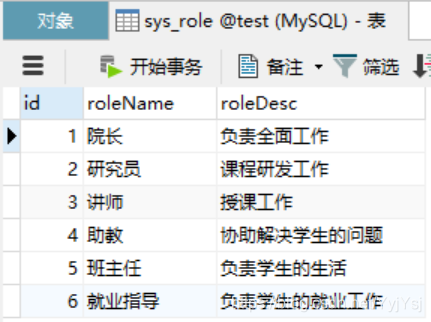 对象
sys_role @test (MySQL) - 表
开始事务 备注 筛选
id roleName roleDesc
1 院长 负责全面工作
2 研究员 课程研发工作
3 讲师 授课工作
4 助教 协助解决学生的问题
5 班主任 负责学生的生活
6 就业指导 负责学生的就业工作